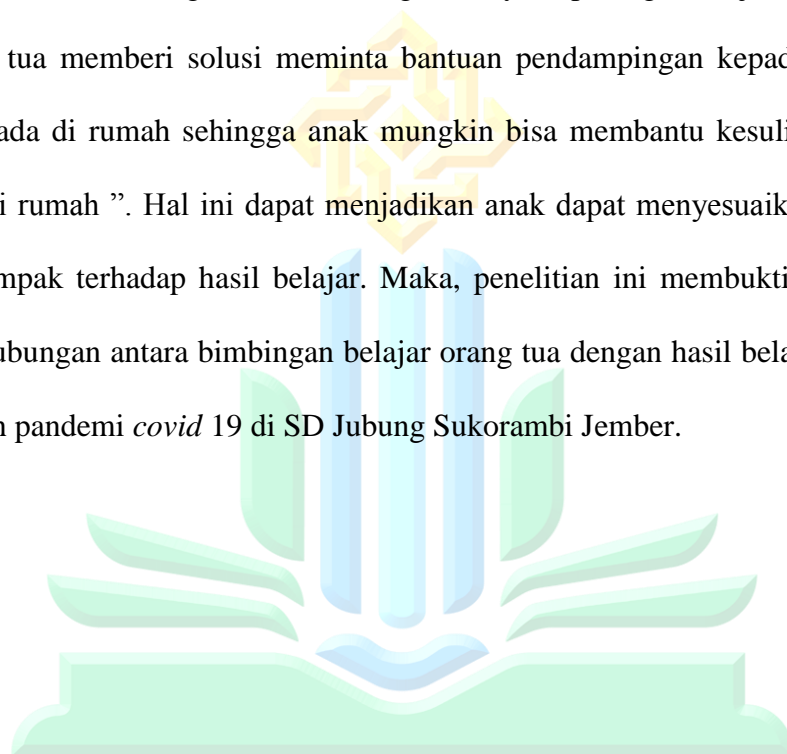 tua memberi solusi meminta bantuan pendampingan kepad
ada di rumah sehingga anak mungkin bisa membantu kesuli
i rumah ”. Hal ini dapat menjadikan anak dapat menyesuaik
mpak terhadap hasil belajar. Maka, penelitian ini membukti
ubungan antara bimbingan belajar orang tua dengan hasil bela
n pandemi covid 19 di SD Jubung Sukorambi Jember.